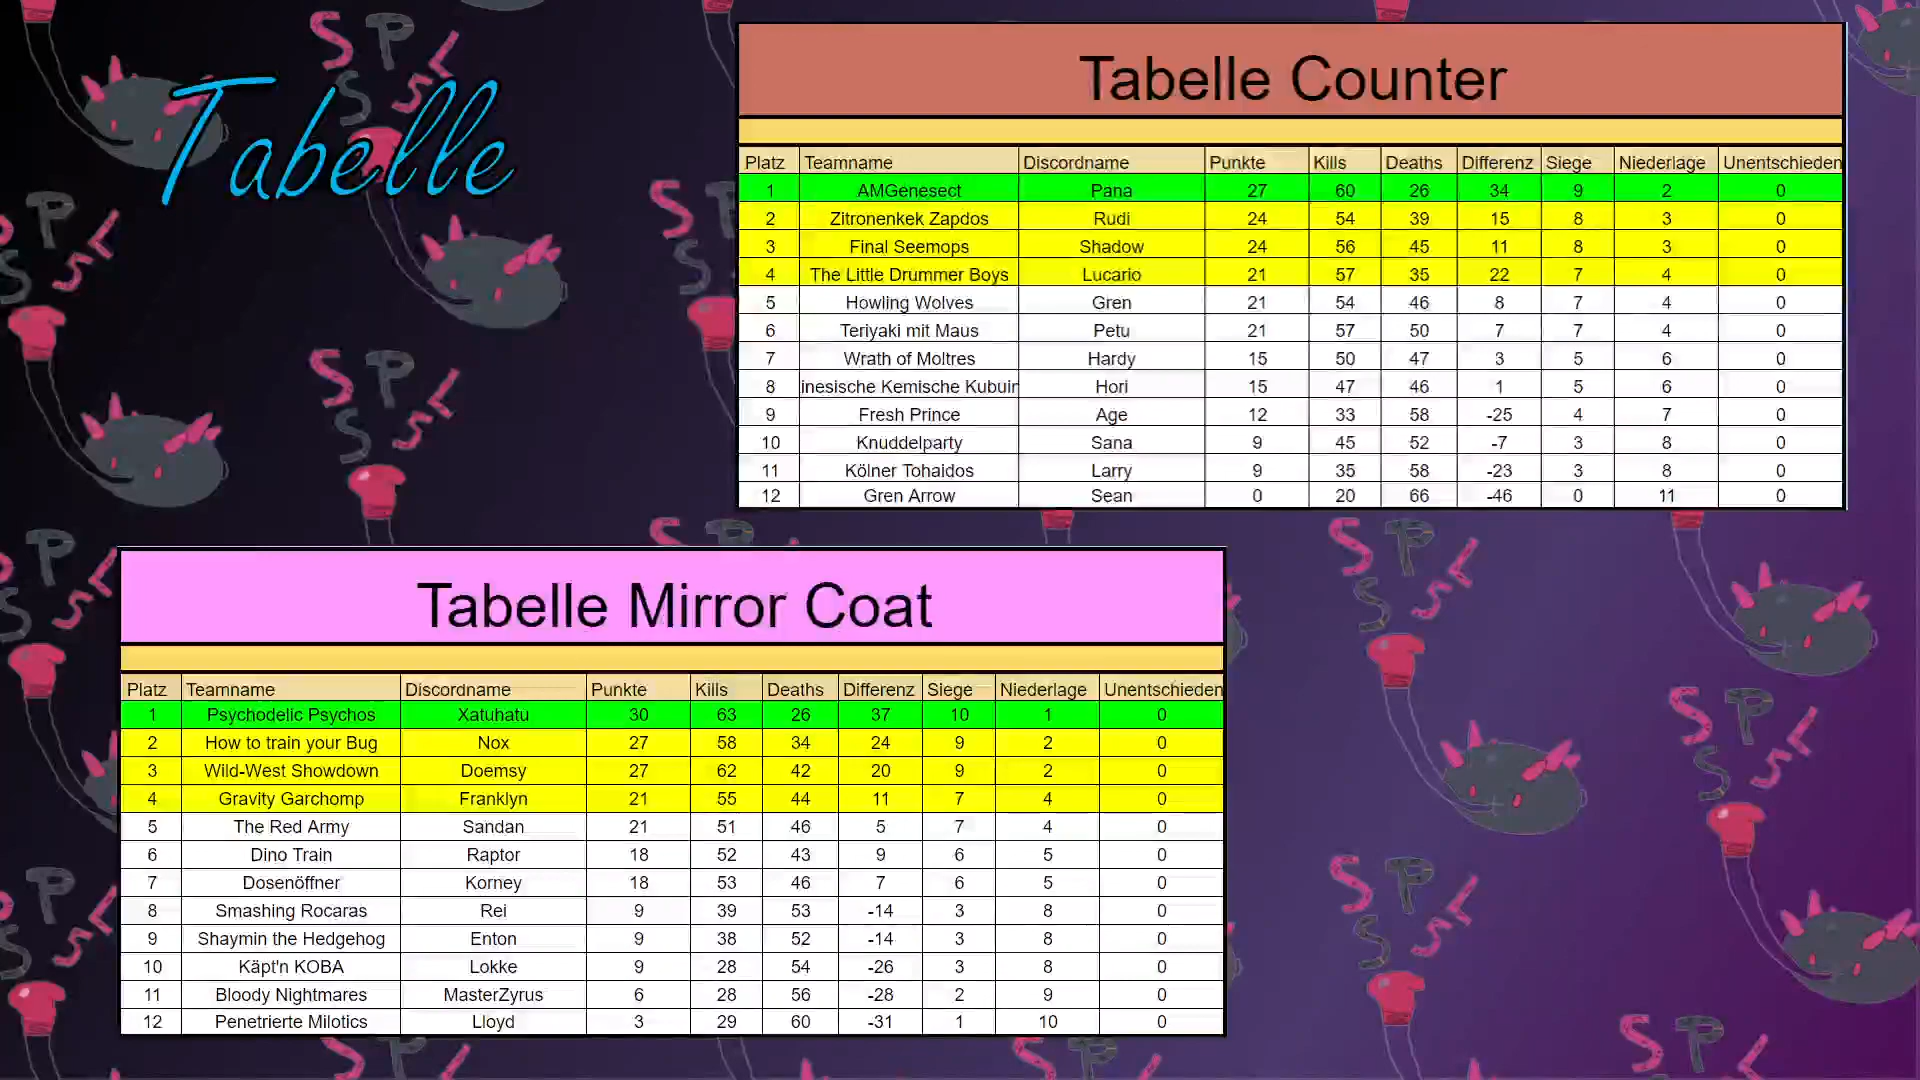 Tabelle
Tabelle Counter
Platz Teamname Discordname Punkte Kills Deaths Differenz Siege Niederlage Unentschieden
1 AMGenesect Pana 27 60 26 34 9 2 0
2 Zitronenkek Zapdos Rudi 24 54 39 15 8 3 0
3 Final Seemops Shadow 24 56 45 11 8 3 0
4 The Little Drummer Boys Lucario 21 57 35 22 7 4 0
5 Howling Wolves Gren 21 54 46 8 7 4 0
6 Teriyaki mit Maus Petu 21 57 50 7 7 4 0
7 Wrath of Moltres Hardy 15 50 47 3 5 6 0
8 inesische Kemische Kubuin Hori 15 47 46 1 5 6 0
9 Fresh Prince Age 12 33 58 -25 4 7 0
10 Knuddelparty Sana 9 45 52 -7 3 8 0
11 Kölner Tohaidos Larry 9 35 58 -23 3 8 0
12 Gren Arrow Sean 0 20 66 -46 0 11 0
Tabelle Mirror Coat
Platz Teamname Discordname Punkte Kills Deaths Differenz Siege Niederlage Unentschieden
1 Psychodelic Psychos Xatuhatu 30 63 26 37 10 1 0
2 How to train your Bug Nox 27 58 34 24 9 2 0
3 Wild-West Showdown Doemsy 27 62 42 20 9 2 0
4 Gravity Garchomp Franklyn 21 55 44 11 7 4 0
5 The Red Army Sandan 21 51 46 5 7 4 0
6 Dino Train Raptor 18 52 43 9 6 5 0
7 Dosenöffner Korney 18 53 46 7 6 5 0
8 Smashing Rocaras Rei 9 39 53 -14 3 8 0
9 Shaymin the Hedgehog Enton 9 38 52 -14 3 8 0
10 Käpt'n KOBA Lokke 9 28 54 -26 3 8 0
11 Bloody Nightmares MasterZyrus 6 28 56 -28 2 9 0
12 Penetrierte Milotics Lloyd 3 29 60 -31 1 10 0
SPL
S5